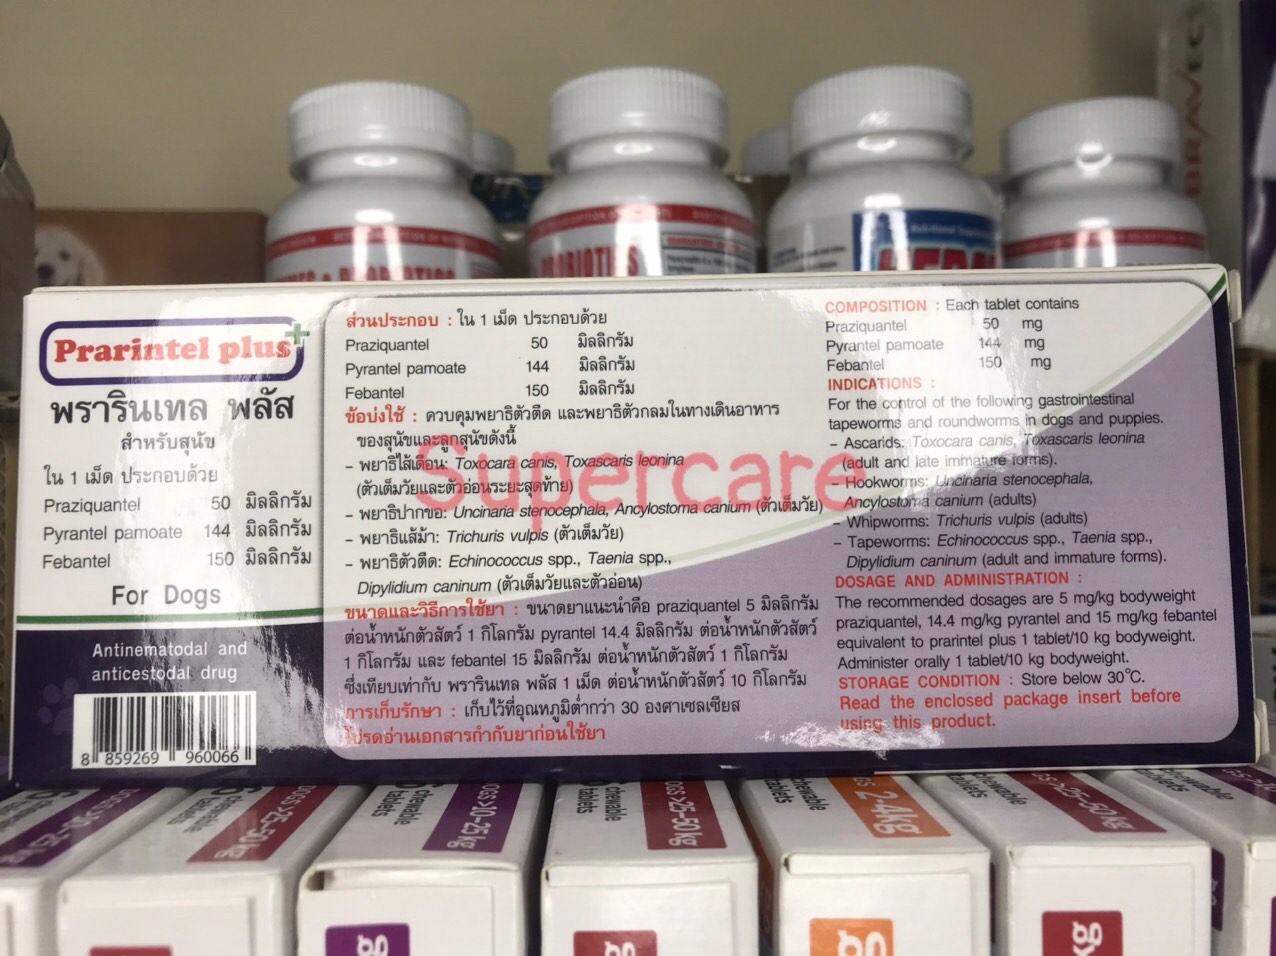 BRAVEC
PROBIOTICS
Nutritional
Prarintel plus+
พรารินเทล พลัส
สำหรับสุนัข
ใน 1 เม็ด ประกอบด้วย
Praziquantel 50 มิลลิกรัม
Pyrantel pamoate 144 มิลลิกรัม
Febantel 150 มิลลิกรัม
For Dogs
Antinematodal and
anticestodal drug
8 859269 960066
ส่วนประกอบ : ใน 1 เม็ด ประกอบด้วย
Praziquantel 50 มิลลิกรัม
Pyrantel pamoate 144 มิลลิกรัม
Febantel 150 มิลลิกรัม
ข้อบ่งใช้ : ควบคุมพยาธิตัวตืด และพยาธิตัวกลมในทางเดินอาหาร
ของสุนัขและลูกสุนัขดังนี้
- พยาธิไส้เดือน: Toxocara canis, Toxascaris leonina
(ตัวเต็มวัยและตัวอ่อนระยะสุดท้าย)
- พยาธิปากขอ: Uncinaria stenocephala, Ancylostoma canium (ตัวเต็มวัย)
- พยาธิแส้ม้า: Trichuris vulpis (ตัวเต็มวัย)
- พยาธิตัวตืด: Echinococcus spp., Taenia spp.,
Dipylidium caninum (ตัวเต็มวัยและตัวอ่อน)
ขนาดและวิธีการใช้ยา : ขนาดยาแนะนำคือ praziquantel 5 มิลลิกรัม
ต่อน้ำหนักตัวสัตว์ 1 กิโลกรัม pyrantel 14.4 มิลลิกรัม ต่อน้ำหนักตัวสัตว์
1 กิโลกรัม และ febantel 15 มิลลิกรัม ต่อน้ำหนักตัวสัตว์ 1 กิโลกรัม
ซึ่งเทียบเท่ากับ พรารินเทล พลัส 1 เม็ด ต่อน้ำหนักตัวสัตว์ 10 กิโลกรัม
การเก็บรักษา : เก็บไว้ที่อุณหภูมิต่ำกว่า 30 องศาเซลเซียส
โปรดอ่านเอกสารกำกับยาก่อนใช้ยา
COMPOSITION : Each tablet contains
Praziquantel 50 mg
Pyrantel pamoate 144 mg
Febantel 150 mg
INDICATIONS :
For the control of the following gastrointestinal
tapeworms and roundworms in dogs and puppies.
- Ascarids: Toxocara canis, Toxascaris leonina
(adult and late immature forms).
- Hookworms: Uncinaria stenocephala,
Ancylostoma canium (adults)
- Whipworms: Trichuris vulpis (adults)
- Tapeworms: Echinococcus spp., Taenia spp.,
Dipylidium caninum (adult and immature forms).
DOSAGE AND ADMINISTRATION :
The recommended dosages are 5 mg/kg bodyweight
praziquantel, 14.4 mg/kg pyrantel and 15 mg/kg febantel
equivalent to prarintel plus 1 tablet/10 kg bodyweight.
Administer orally 1 tablet/10 kg bodyweight.
STORAGE CONDITION : Store below 30°C.
Read the enclosed package insert before
using this product.
Supercare
chewable
tablets
>10-25kg
chewable
tablets
>25-50kg
2-4kg
>25-50kg